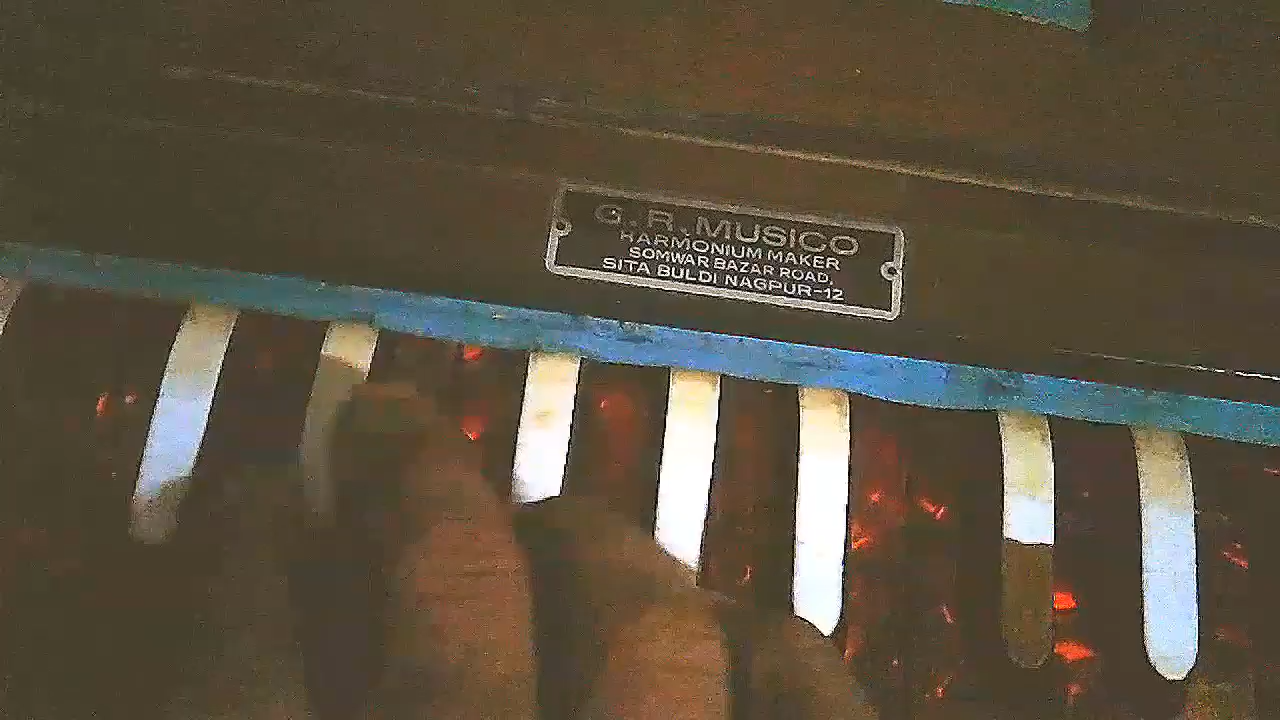 G.R.MUSICO
HARMONIUM MAKER
SOMWAR BAZAR ROAD,
SITA BULDI NAGPUR-12